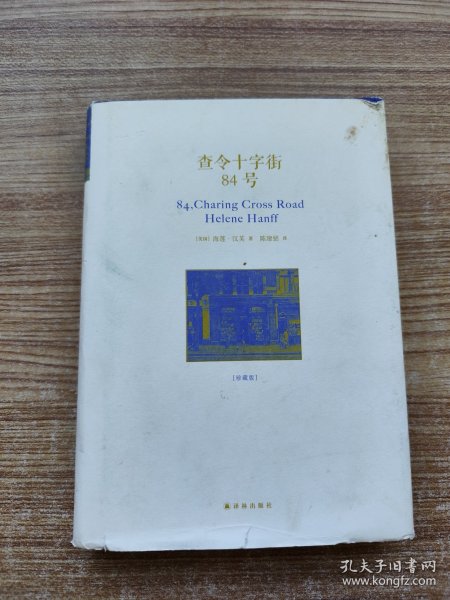 查令十字街
84号
84,Charing Cross Road
Helene Hanff
[美国] 海莲·汉芙 著 陈建铭 译
[珍藏版]
译林出版社
孔夫子旧书网
www.kongfz.com